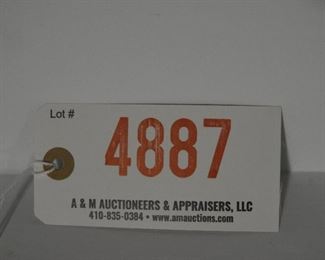 Lot #
4887
A & M AUCTIONEERS & APPRAISERS, LLC
410-835-0384 • www.amauctions.com